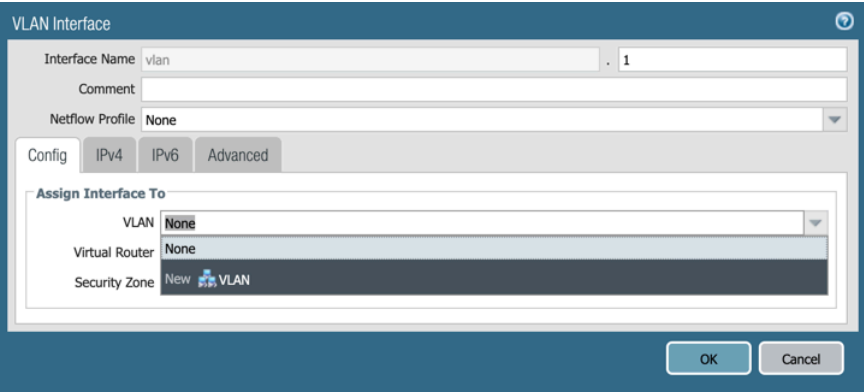 VLAN Interface
Interface Name vlan . 1
Comment
Netflow Profile None
Config IPv4 IPv6 Advanced
Assign Interface To
VLAN None
Virtual Router None
Security Zone New VLAN
OK Cancel